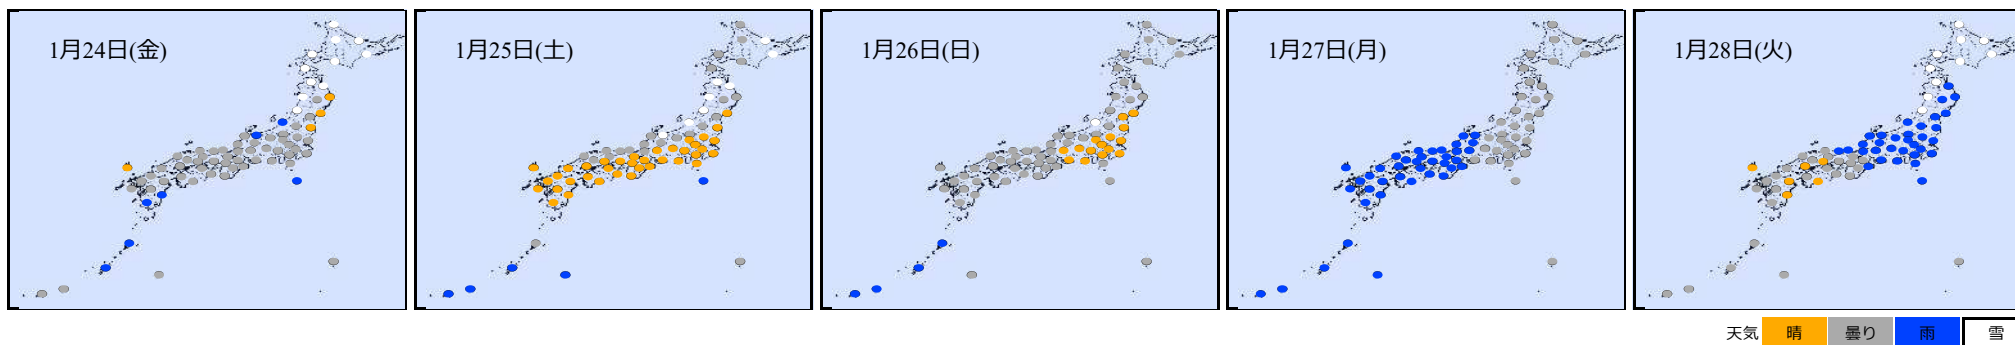 1月24日(金)
1月25日(土)
1月26日(日)
1月27日(月)
1月28日(火)
天気 晴 曇り 雨 雪